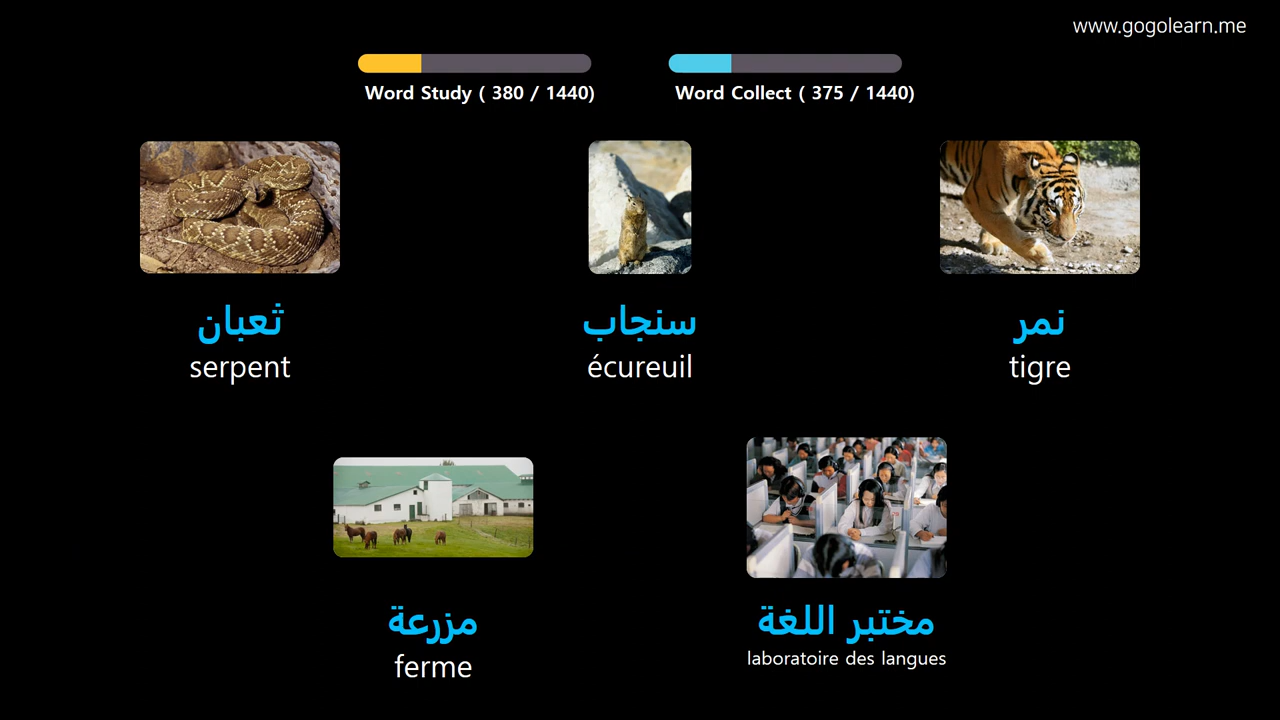 www.gogolearn.me
Word Study ( 380 / 1440)
Word Collect ( 375 / 1440)
ثعبان
serpent
سنجاب
écureuil
نمر
tigre
مزرعة
ferme
مختبر اللغة
laboratoire des langues